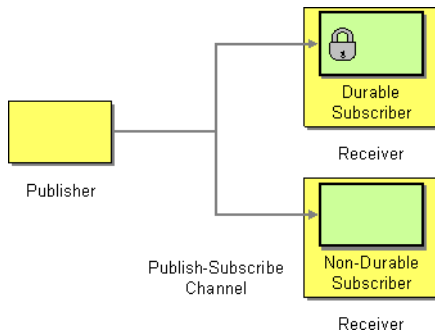 Durable
Subscriber
Receiver
Publisher
Publish-Subscribe
Channel
Non-Durable
Subscriber
Receiver